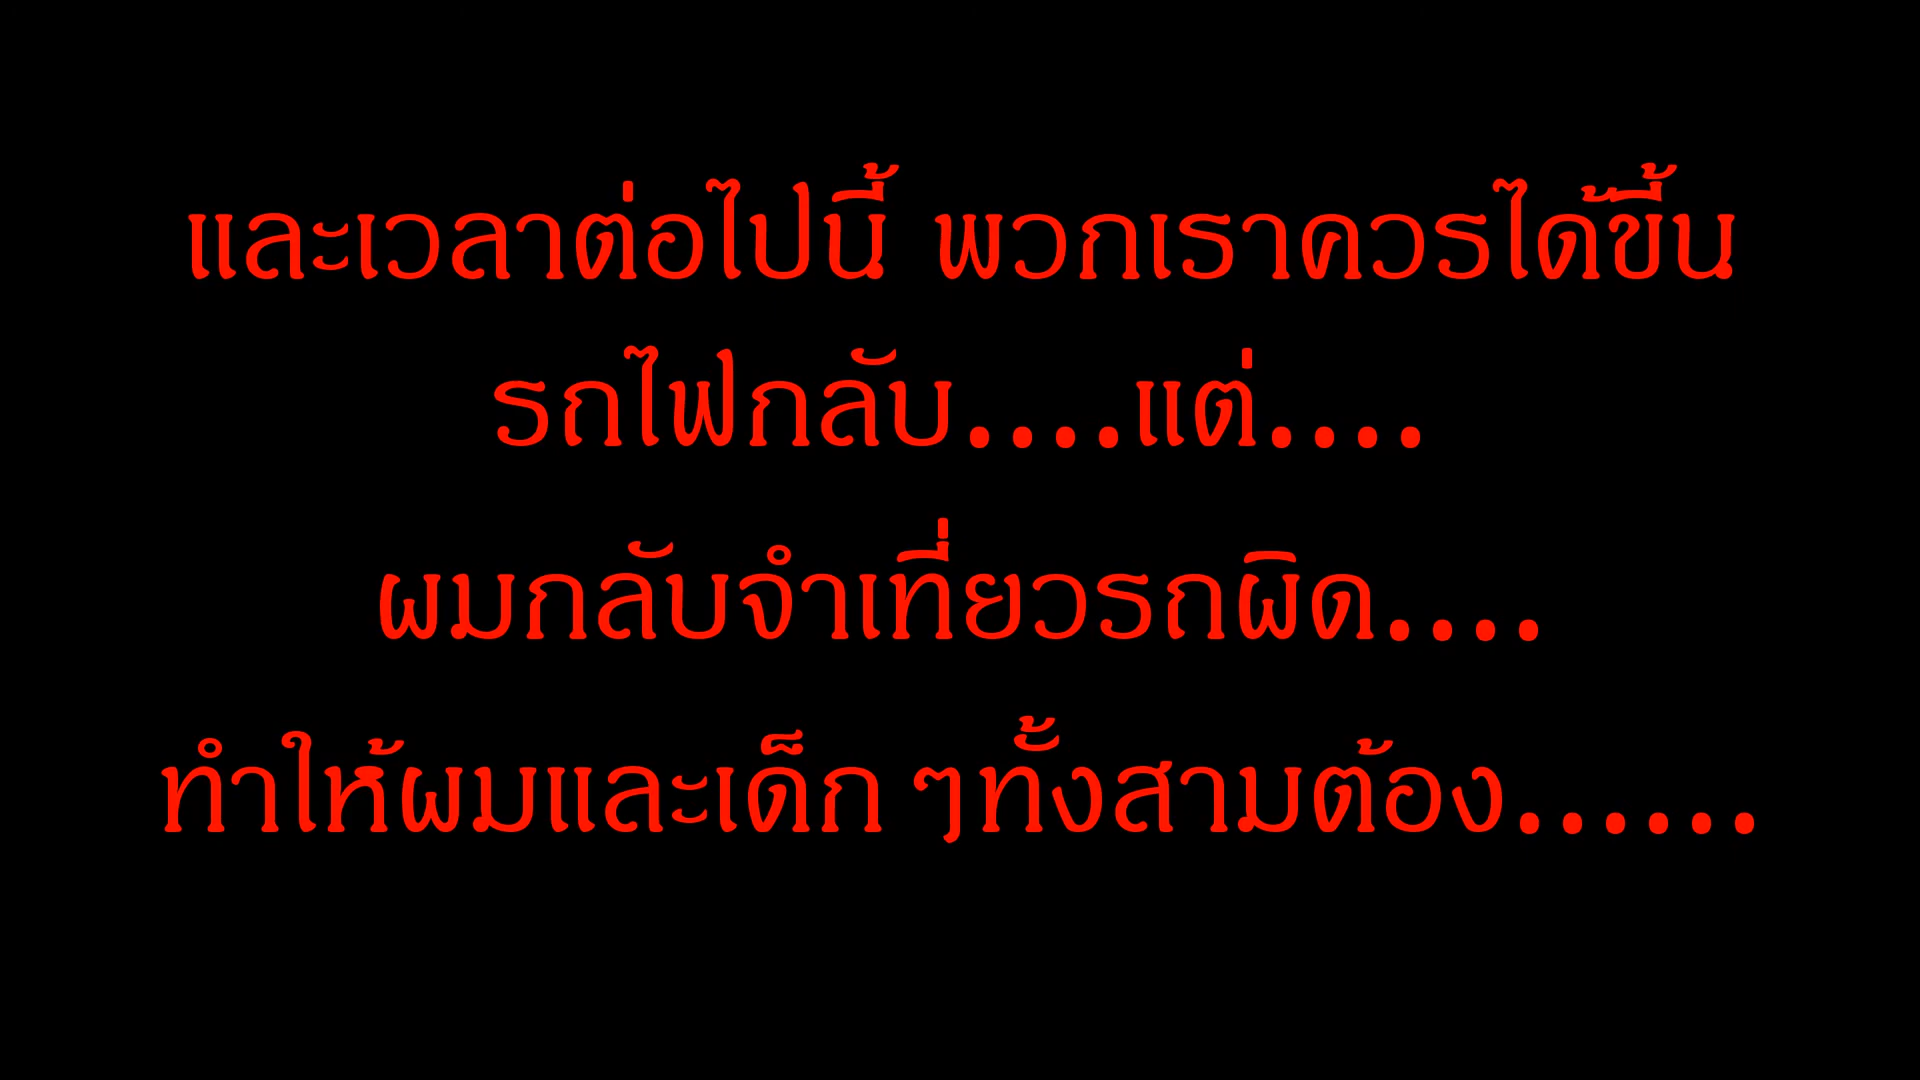 และเวลาต่อไปนี้ พวกเราควรได้ขึ้น
รถไฟกลับ....แต่....
ผมกลับจำเที่ยวรถผิด....
ทำให้ผมและเด็ก ๆทั้งสามต้อง......